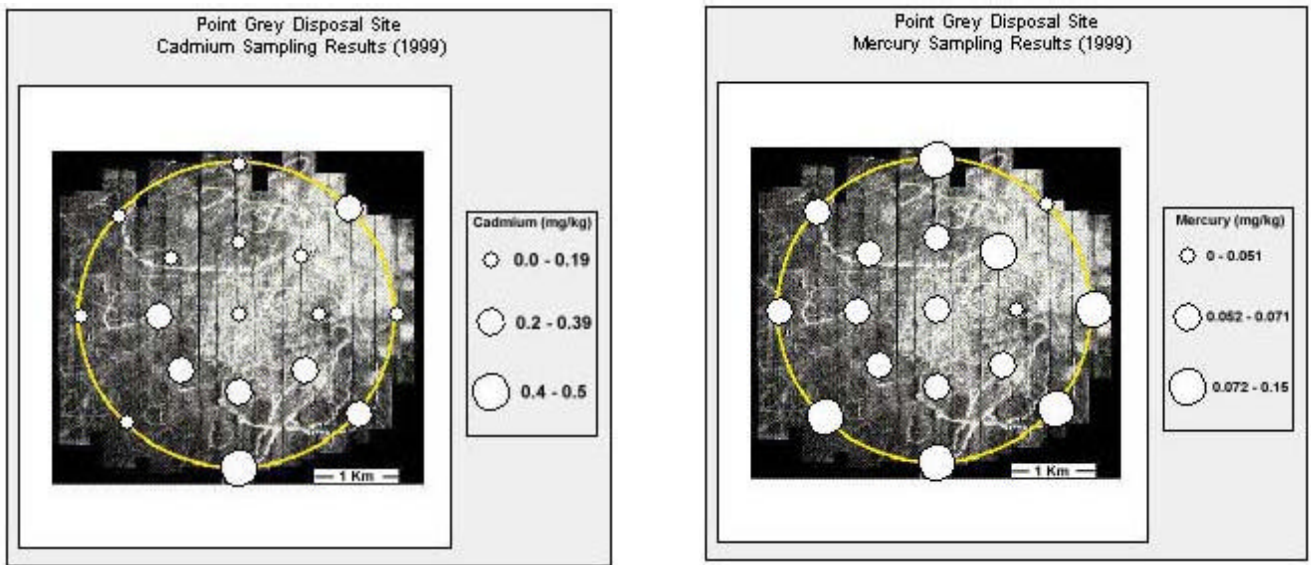 Point Grey Disposal Site
Cadmium Sampling Results (1999)
Cadmium (mg/kg)
0.0 - 0.19
0.2 - 0.39
0.4 - 0.5
1 Km
Point Grey Disposal Site
Mercury Sampling Results (1999)
Mercury (mg/kg)
0 - 0.051
0.052 - 0.071
0.072 - 0.15
1 Km